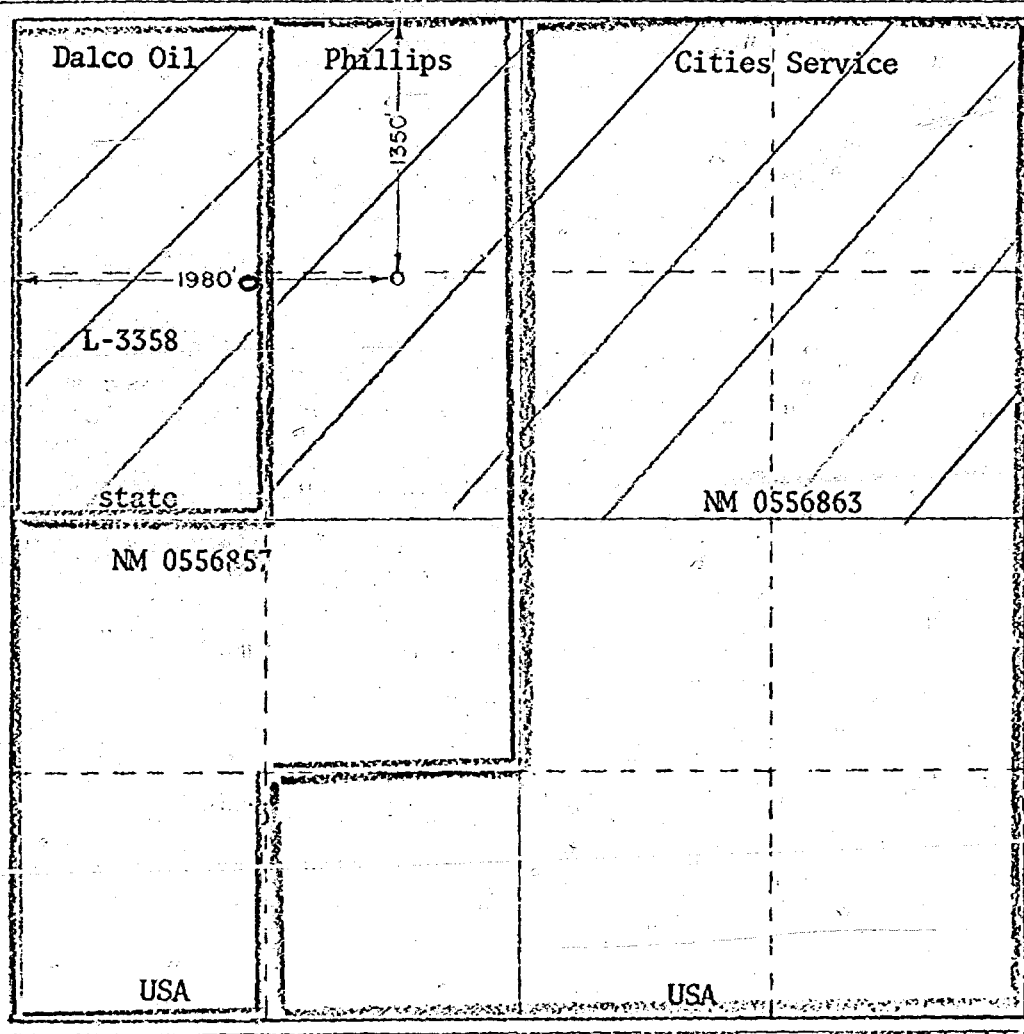 Dalco Oil
Phillips
Cities Service
1350'
1980'
L-3358
state
NM 0556863
NM 0556857
USA
USA